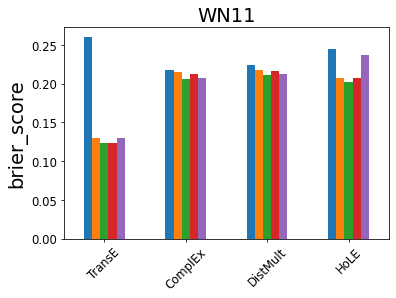 WN11
brier_score
0.25
0.20
0.15
0.10
0.05
0.00
TransE
ComplEx
DistMult
HoLE